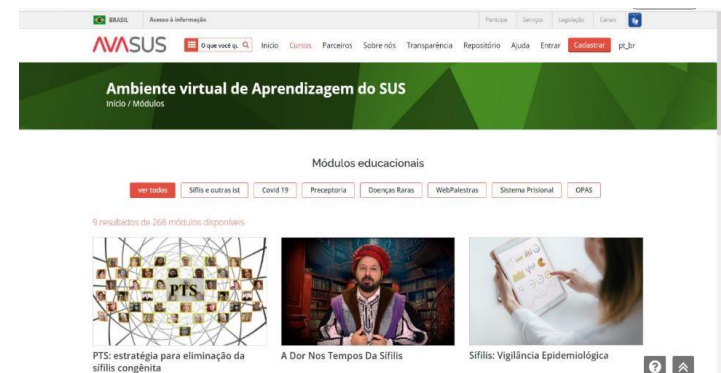 BRASIL Acesso à informação Participe Serviços Legislação Canais
AVASUS O que você qu Início Cursos Parceiros Sobre nós Transparência Repositório Ajuda Entrar Cadastrar pt_br
Ambiente virtual de Aprendizagem do SUS
Início / Módulos
Módulos educacionais
ver todos Síflis e outras ist Covid 19 Preceptoria Doenças Raras WebPalestras Sistema Prisional OPAS
9 resultados de 268 módulos disponíveis
PTS
PTS: estratégia para eliminação da
sífilis congênita
A Dor Nos Tempos Da Sífilis
Sífilis: Vigilância Epidemiológica
?